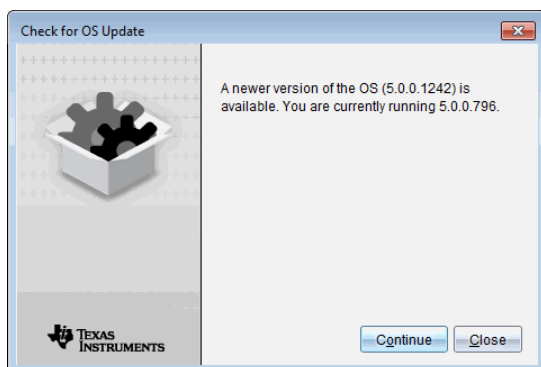 Check for OS Update
A newer version of the OS (5.0.0.1242) is
available. You are currently running 5.0.0.796.
TEXAS
INSTRUMENTS
Continue
Close